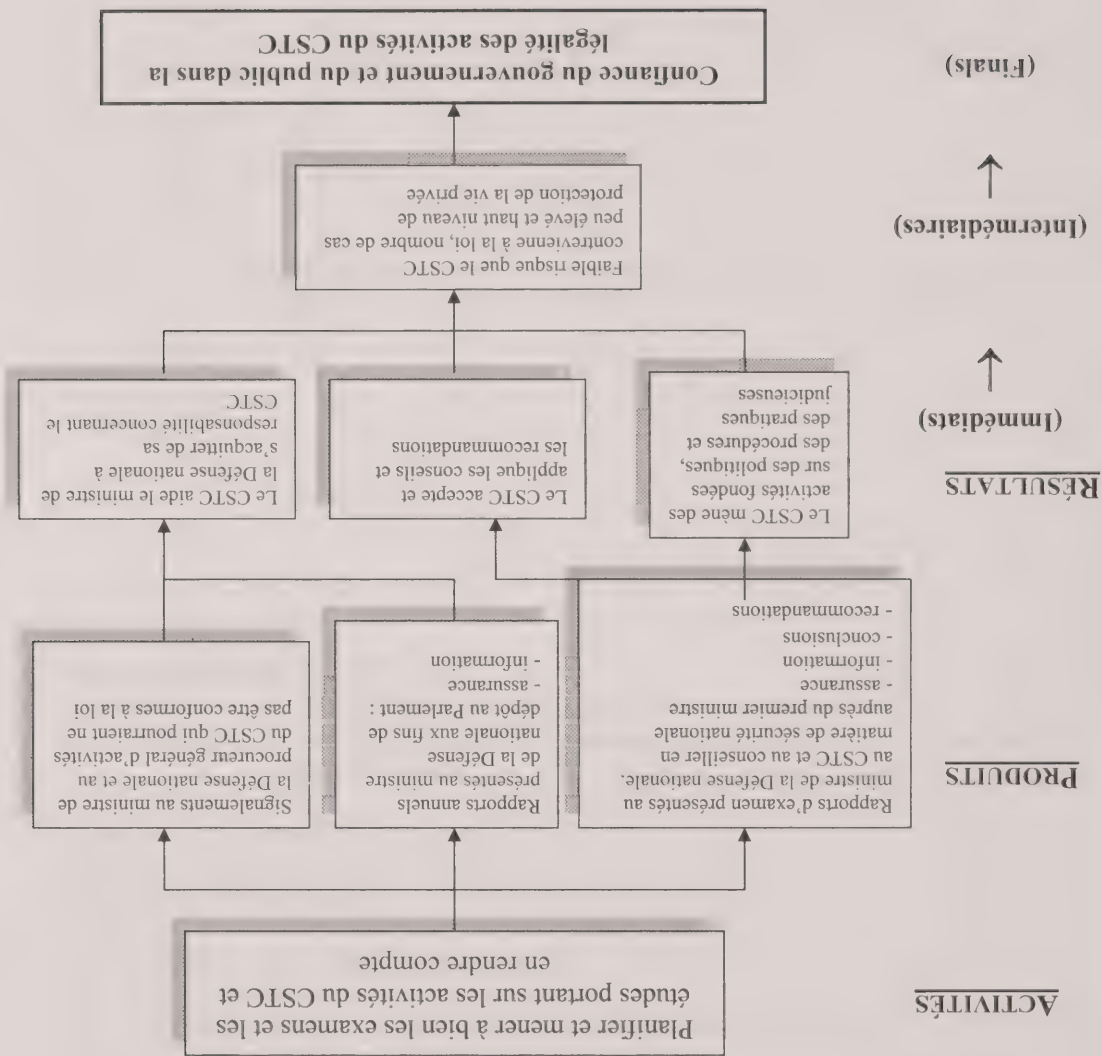 ACTIVITÉS
Planifier et mener à bien les examens et les
études portant sur les activités du CSTC et
en rendre compte
PRODUITS
Rapports d'examen présentés au
ministre de la Défense nationale.
au CSTC et au conseiller en
matière de sécurité nationale
auprès du premier ministre
- assurance
- information
- conclusions
- recommandations
Rapports annuels
présentés au ministre
de la Défense
nationale aux fins de
dépôt au Parlement :
- assurance
- information
Signalements au ministre de
la Défense nationale et au
procureur général d'activités
du CSTC qui pourraient ne
pas être conformes à la loi
RÉSULTATS
(Immédiats)
Le CSTC mène des
activités fondées
sur des politiques,
des procédures et
des pratiques
judicieuses
Le CSTC accepte et
applique les conseils et
les recommandations
Le CSTC aide le ministre de
la Défense nationale à
s'acquitter de sa
responsabilité concernant le
CSTC
(Intermédiaires)
Faible risque que le CSTC
contrevienne à la loi, nombre de cas
peu élevé et haut niveau de
protection de la vie privée
(Finals)
Confiance du gouvernement et du public dans la
légalité des activités du CSTC